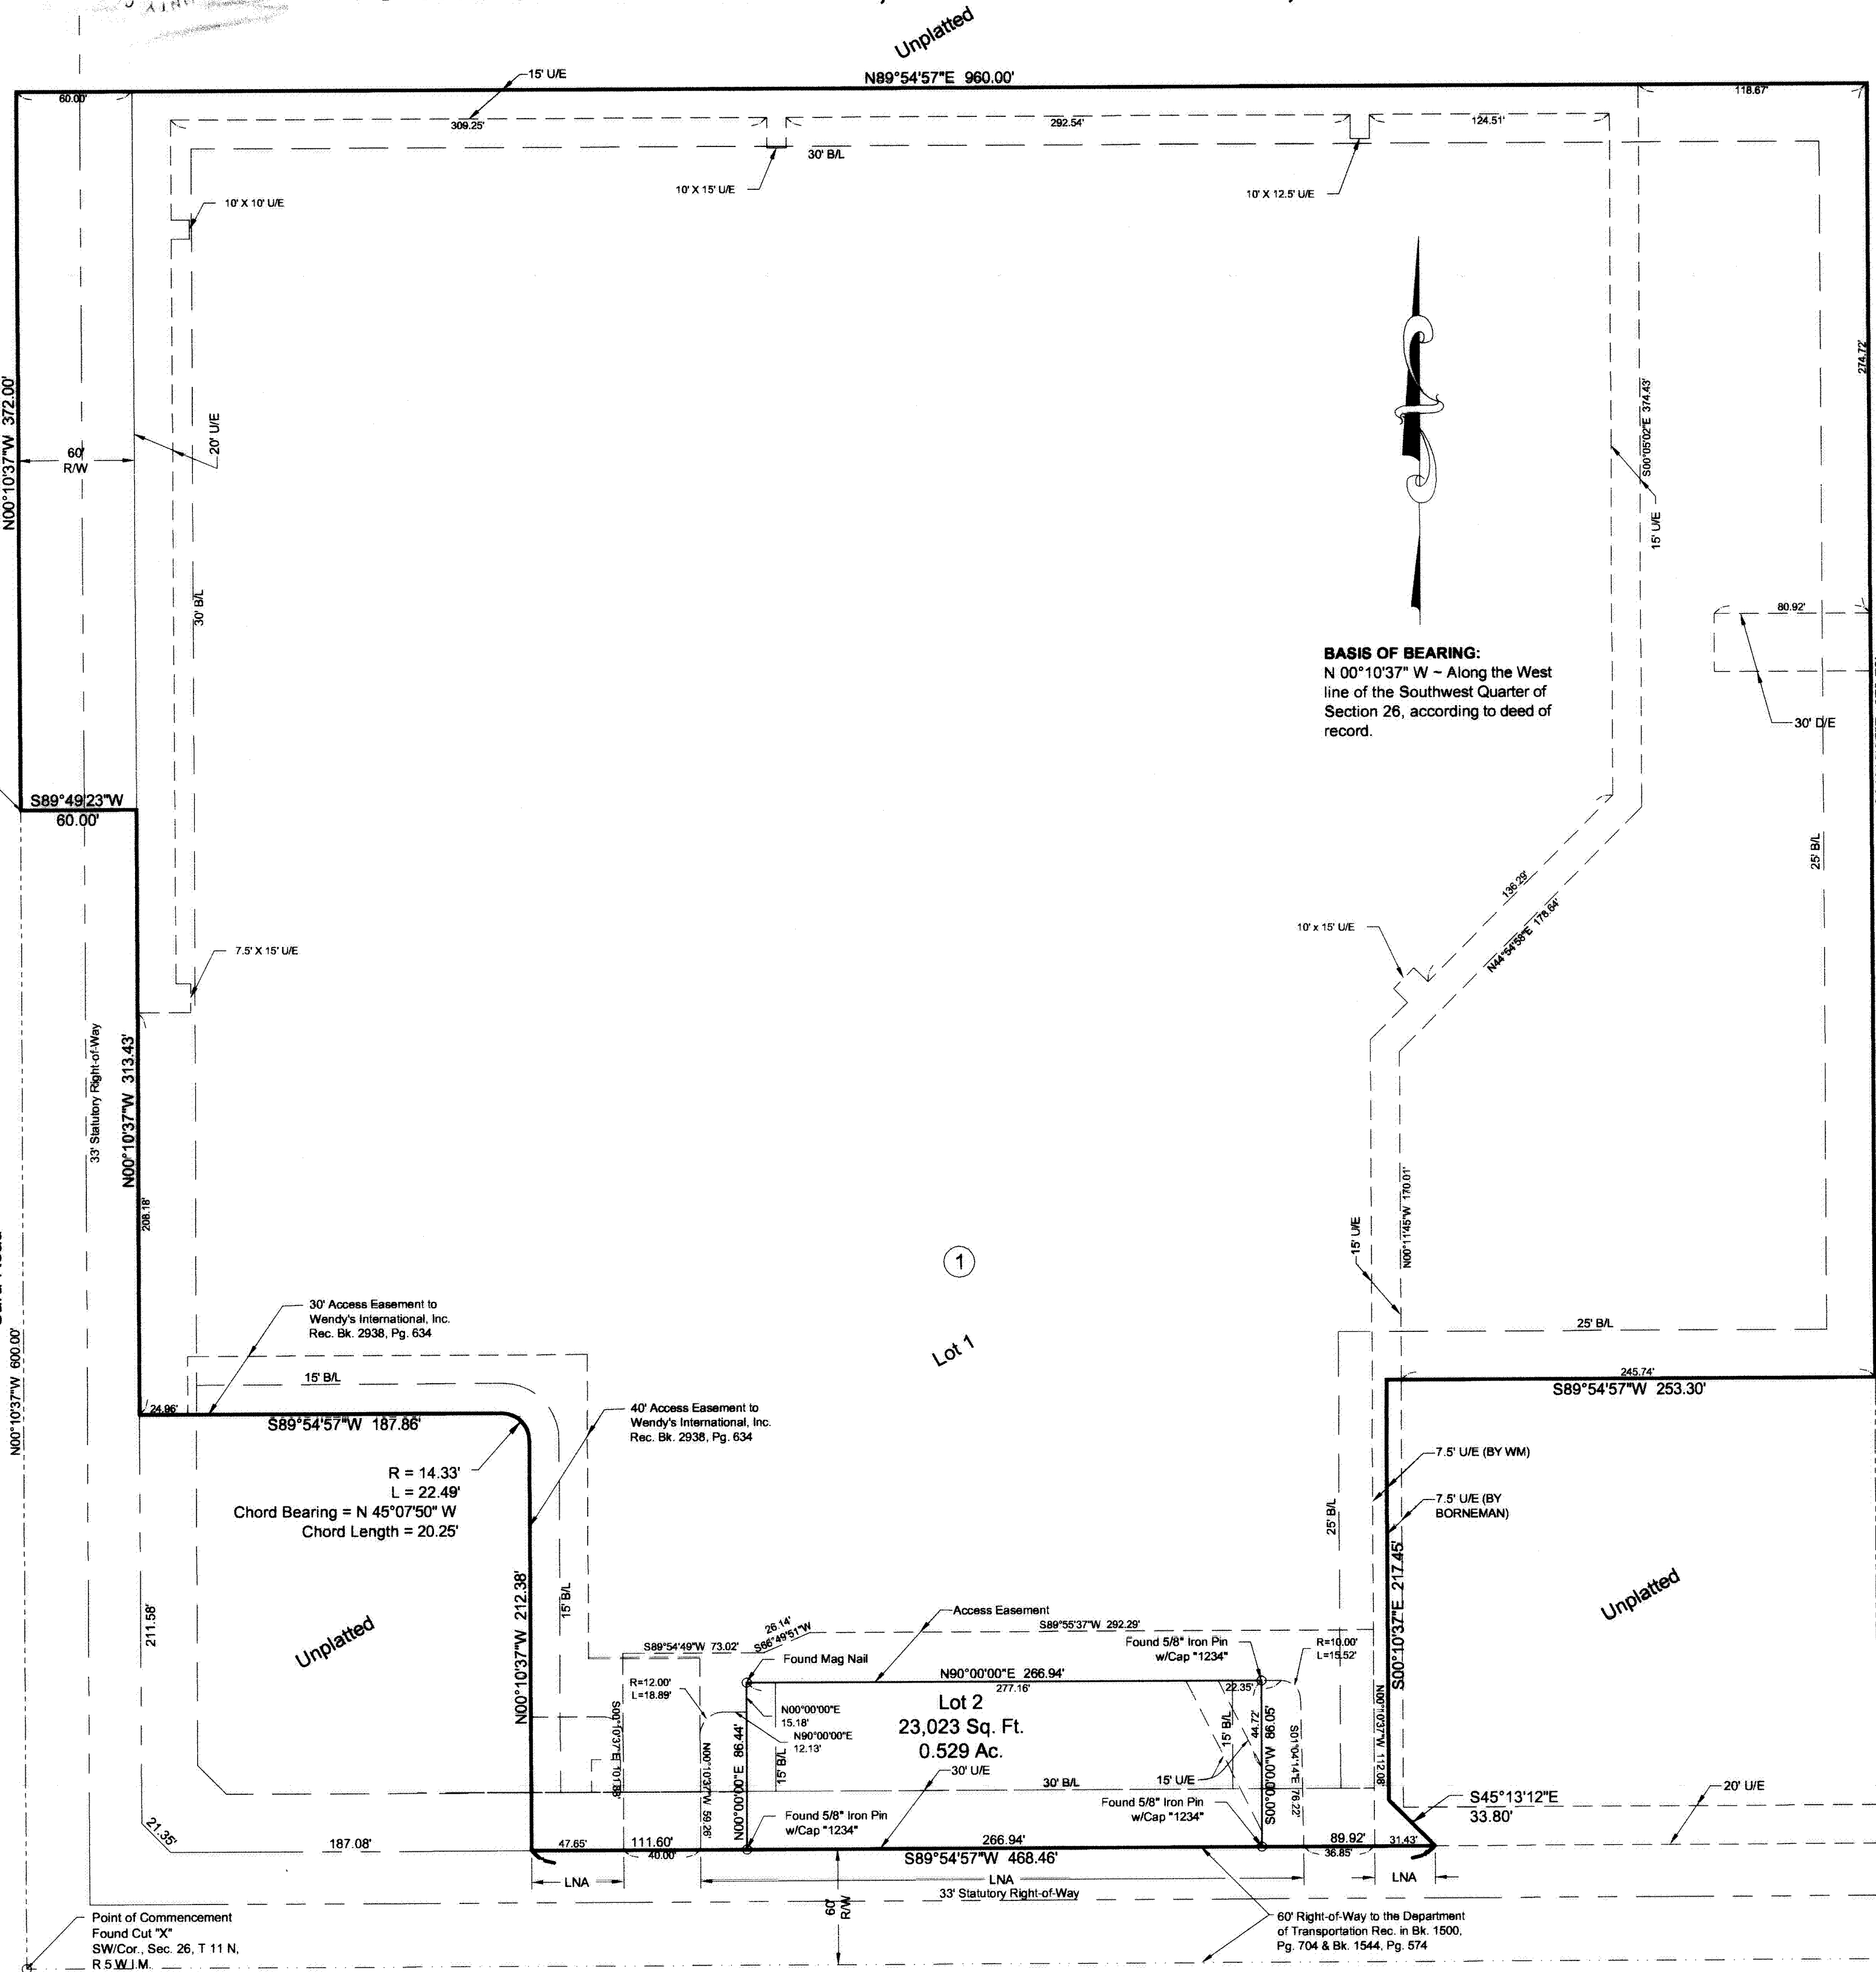 Unplatted
N89°54'57"E 960.00'
15' U/E
60.00'
118.67'
309.25'
292.54'
124.51'
30' B/L
10' X 15' U/E
10' X 12.5' U/E
10' X 10' U/E
N00°10'37"W 372.00'
60'
R/W
20' U/E
30' B/L
274.72'
S00°05'02"E 374.43'
15' U/E
80.92'
30' D/E
BASIS OF BEARING:
N 00°10'37" W ~ Along the West
line of the Southwest Quarter of
Section 26, according to deed of
record.
S89°49'23"W
60.00'
25' B/L
136.29'
N44°54'58"E 178.64'
10' x 15' U/E
7.5' X 15' U/E
33' Statutory Right-of-Way
N00°10'37"W 313.43'
208.18'
N00°11'45"W 170.01'
15' U/E
1
Lot 1
N00°10'37"W 600.00'
30' Access Easement to
Wendy's International, Inc.
Rec. Bk. 2938, Pg. 634
15' B/L
24.96'
S89°54'57"W 187.86'
40' Access Easement to
Wendy's International, Inc.
Rec. Bk. 2938, Pg. 634
25' B/L
245.74'
S89°54'57"W 253.30'
R = 14.33'
L = 22.49'
Chord Bearing = N 45°07'50" W
Chord Length = 20.25'
7.5' U/E (BY WM)
7.5' U/E (BY
BORNEMAN)
25' B/L
S00°10'37"E 217.45'
N00°10'37"W 212.38'
15' B/L
211.58'
Unplatted
Unplatted
Access Easement
26.14'
S66°49'51"W
S89°54'49"W 73.02'
S89°55'37"W 292.29'
Found Mag Nail
Found 5/8" Iron Pin
w/Cap "1234"
R=10.00'
L=15.52'
R=12.00'
L=18.89'
N90°00'00"E 266.94'
277.16'
22.35'
Lot 2
23,023 Sq. Ft.
0.529 Ac.
N00°00'00"E
15.18'
N90°00'00"E
12.13'
S00°10'37"E 101.88'
N00°10'37"W 59.26'
N00°00'00"E 86.44'
15' B/L
30' U/E
30' B/L
15' U/E
15' B/L
44.72'
S00°00'00"W 86.05'
S01°04'14"E 76.22'
N00°10'37"W 112.08'
S45°13'12"E
33.80'
20' U/E
Found 5/8" Iron Pin
w/Cap "1234"
Found 5/8" Iron Pin
w/Cap "1234"
21.35'
187.08'
47.65'
111.60'
40.00'
266.94'
S89°54'57"W 468.46'
89.92'
36.85'
31.43'
LNA
LNA
LNA
33' Statutory Right-of-Way
60'
R/W
60' Right-of-Way to the Department
of Transportation Rec. in Bk. 1500,
Pg. 704 & Bk. 1544, Pg. 574
Point of Commencement
Found Cut "X"
SW/Cor., Sec. 26, T 11 N,
R 5 W I.M.